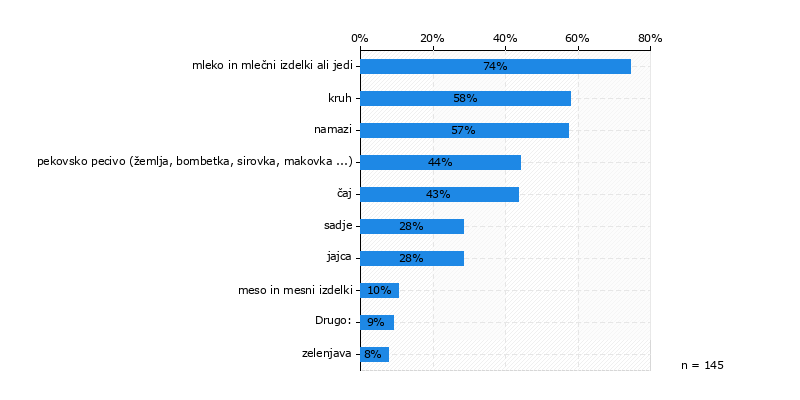 0% 20% 40% 60% 80%
mleko in mlečni izdelki ali jedi 74%
kruh 58%
namazi 57%
pekovsko pecivo (žemlja, bombetka, sirovka, makovka ...) 44%
čaj 43%
sadje 28%
jajca 28%
meso in mesni izdelki 10%
Drugo: 9%
zelenjava 8%
n = 145